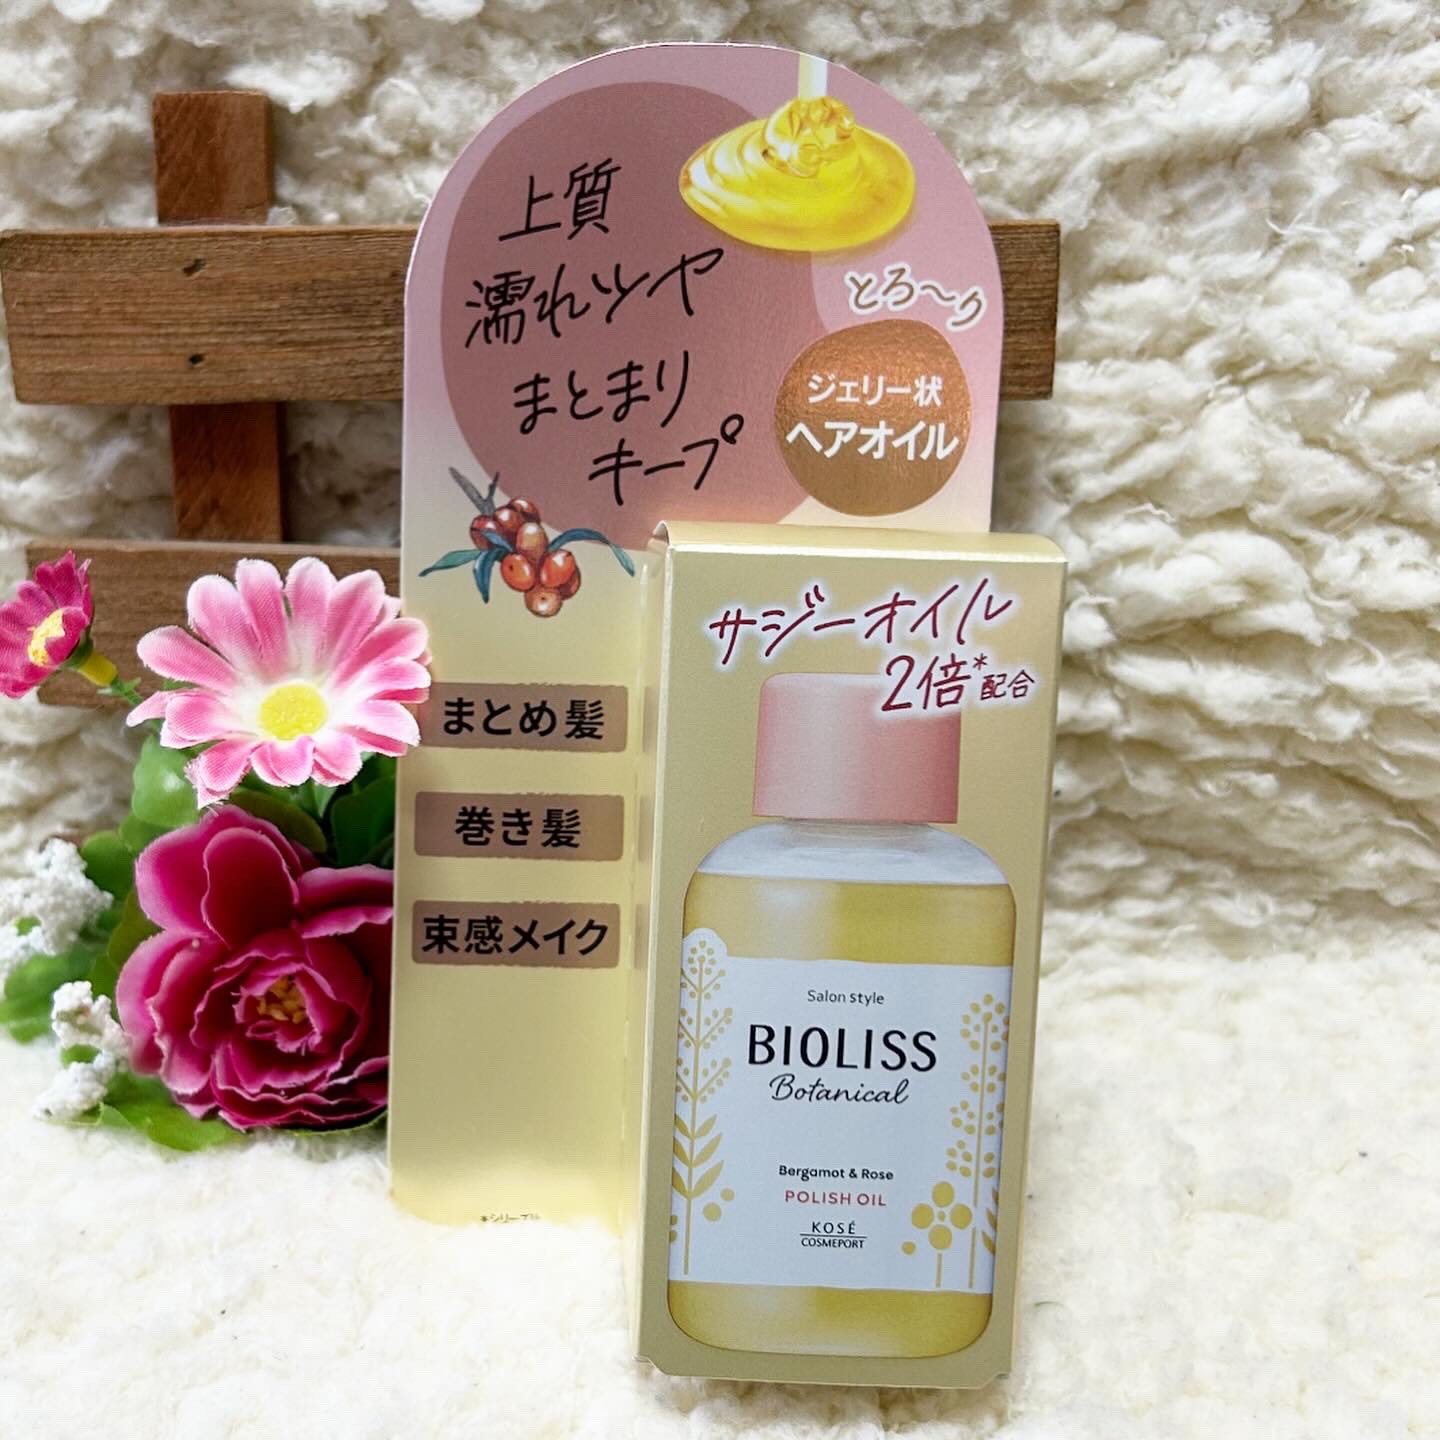 上質
濡れツヤ
まとまり
キープ
とろ〜り
ジェリー状
ヘアオイル
サジーオイル
2倍*配合
まとめ髪
巻き髪
束感メイク
Salon style
BIOLISS
Botanical
Bergamot & Rose
POLISH OIL
KOSÉ
COSMEPORT